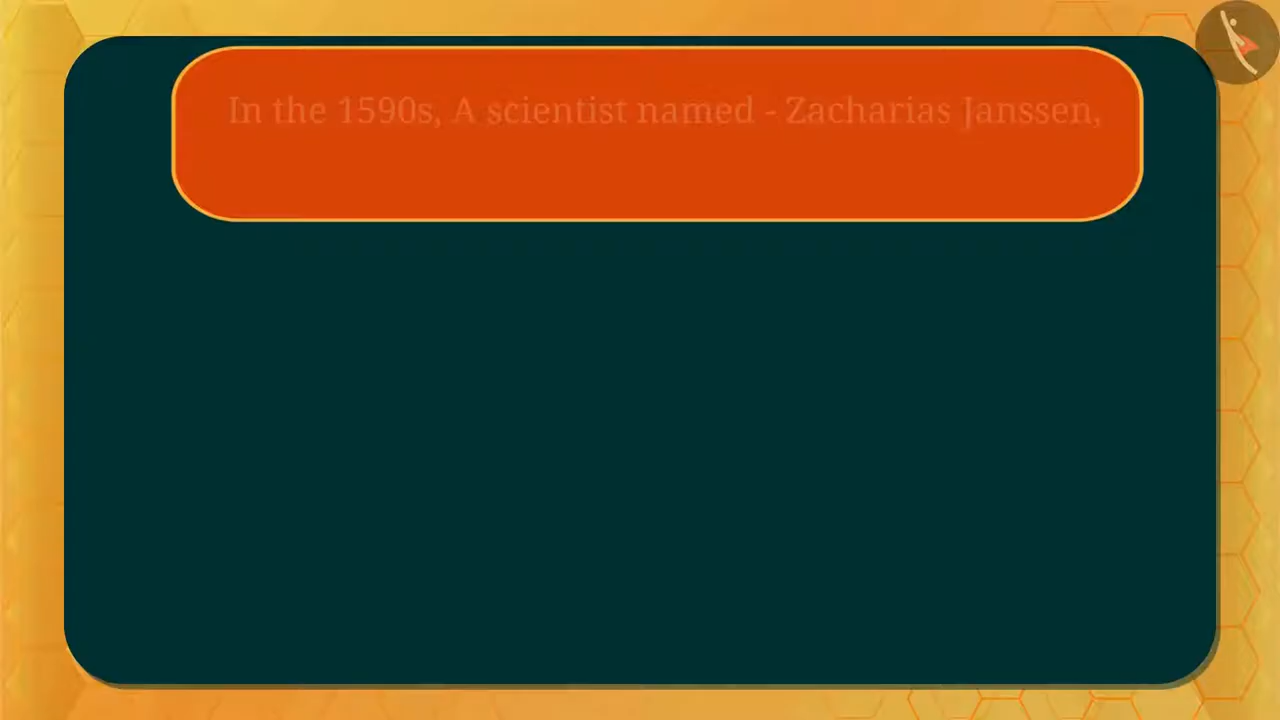 In the 1590s, A scientist named - Zacharias Janssen,